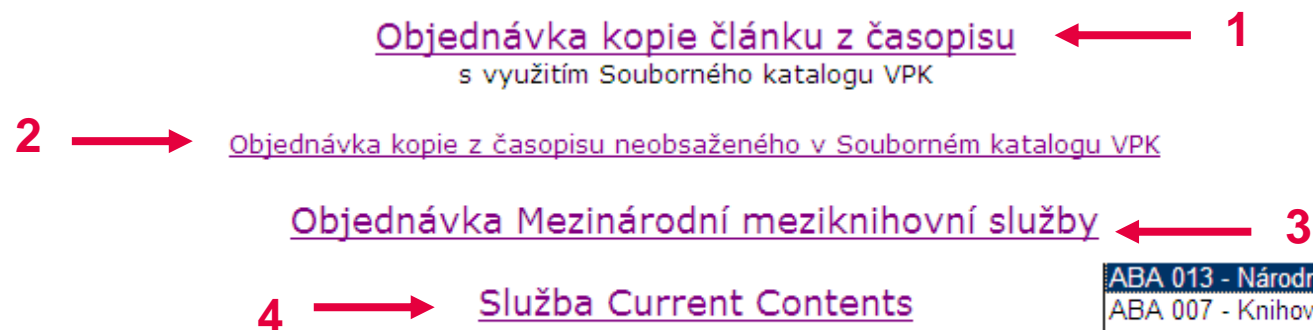 Objednávka kopie článku z časopisu 1
s využitím Souborného katalogu VPK
2 Objednávka kopie z časopisu neobsaženého v Souborném katalogu VPK
Objednávka Mezinárodní meziknihovní služby 3
ABA 013 -
4 Služba Current Contents
ABA 007 -